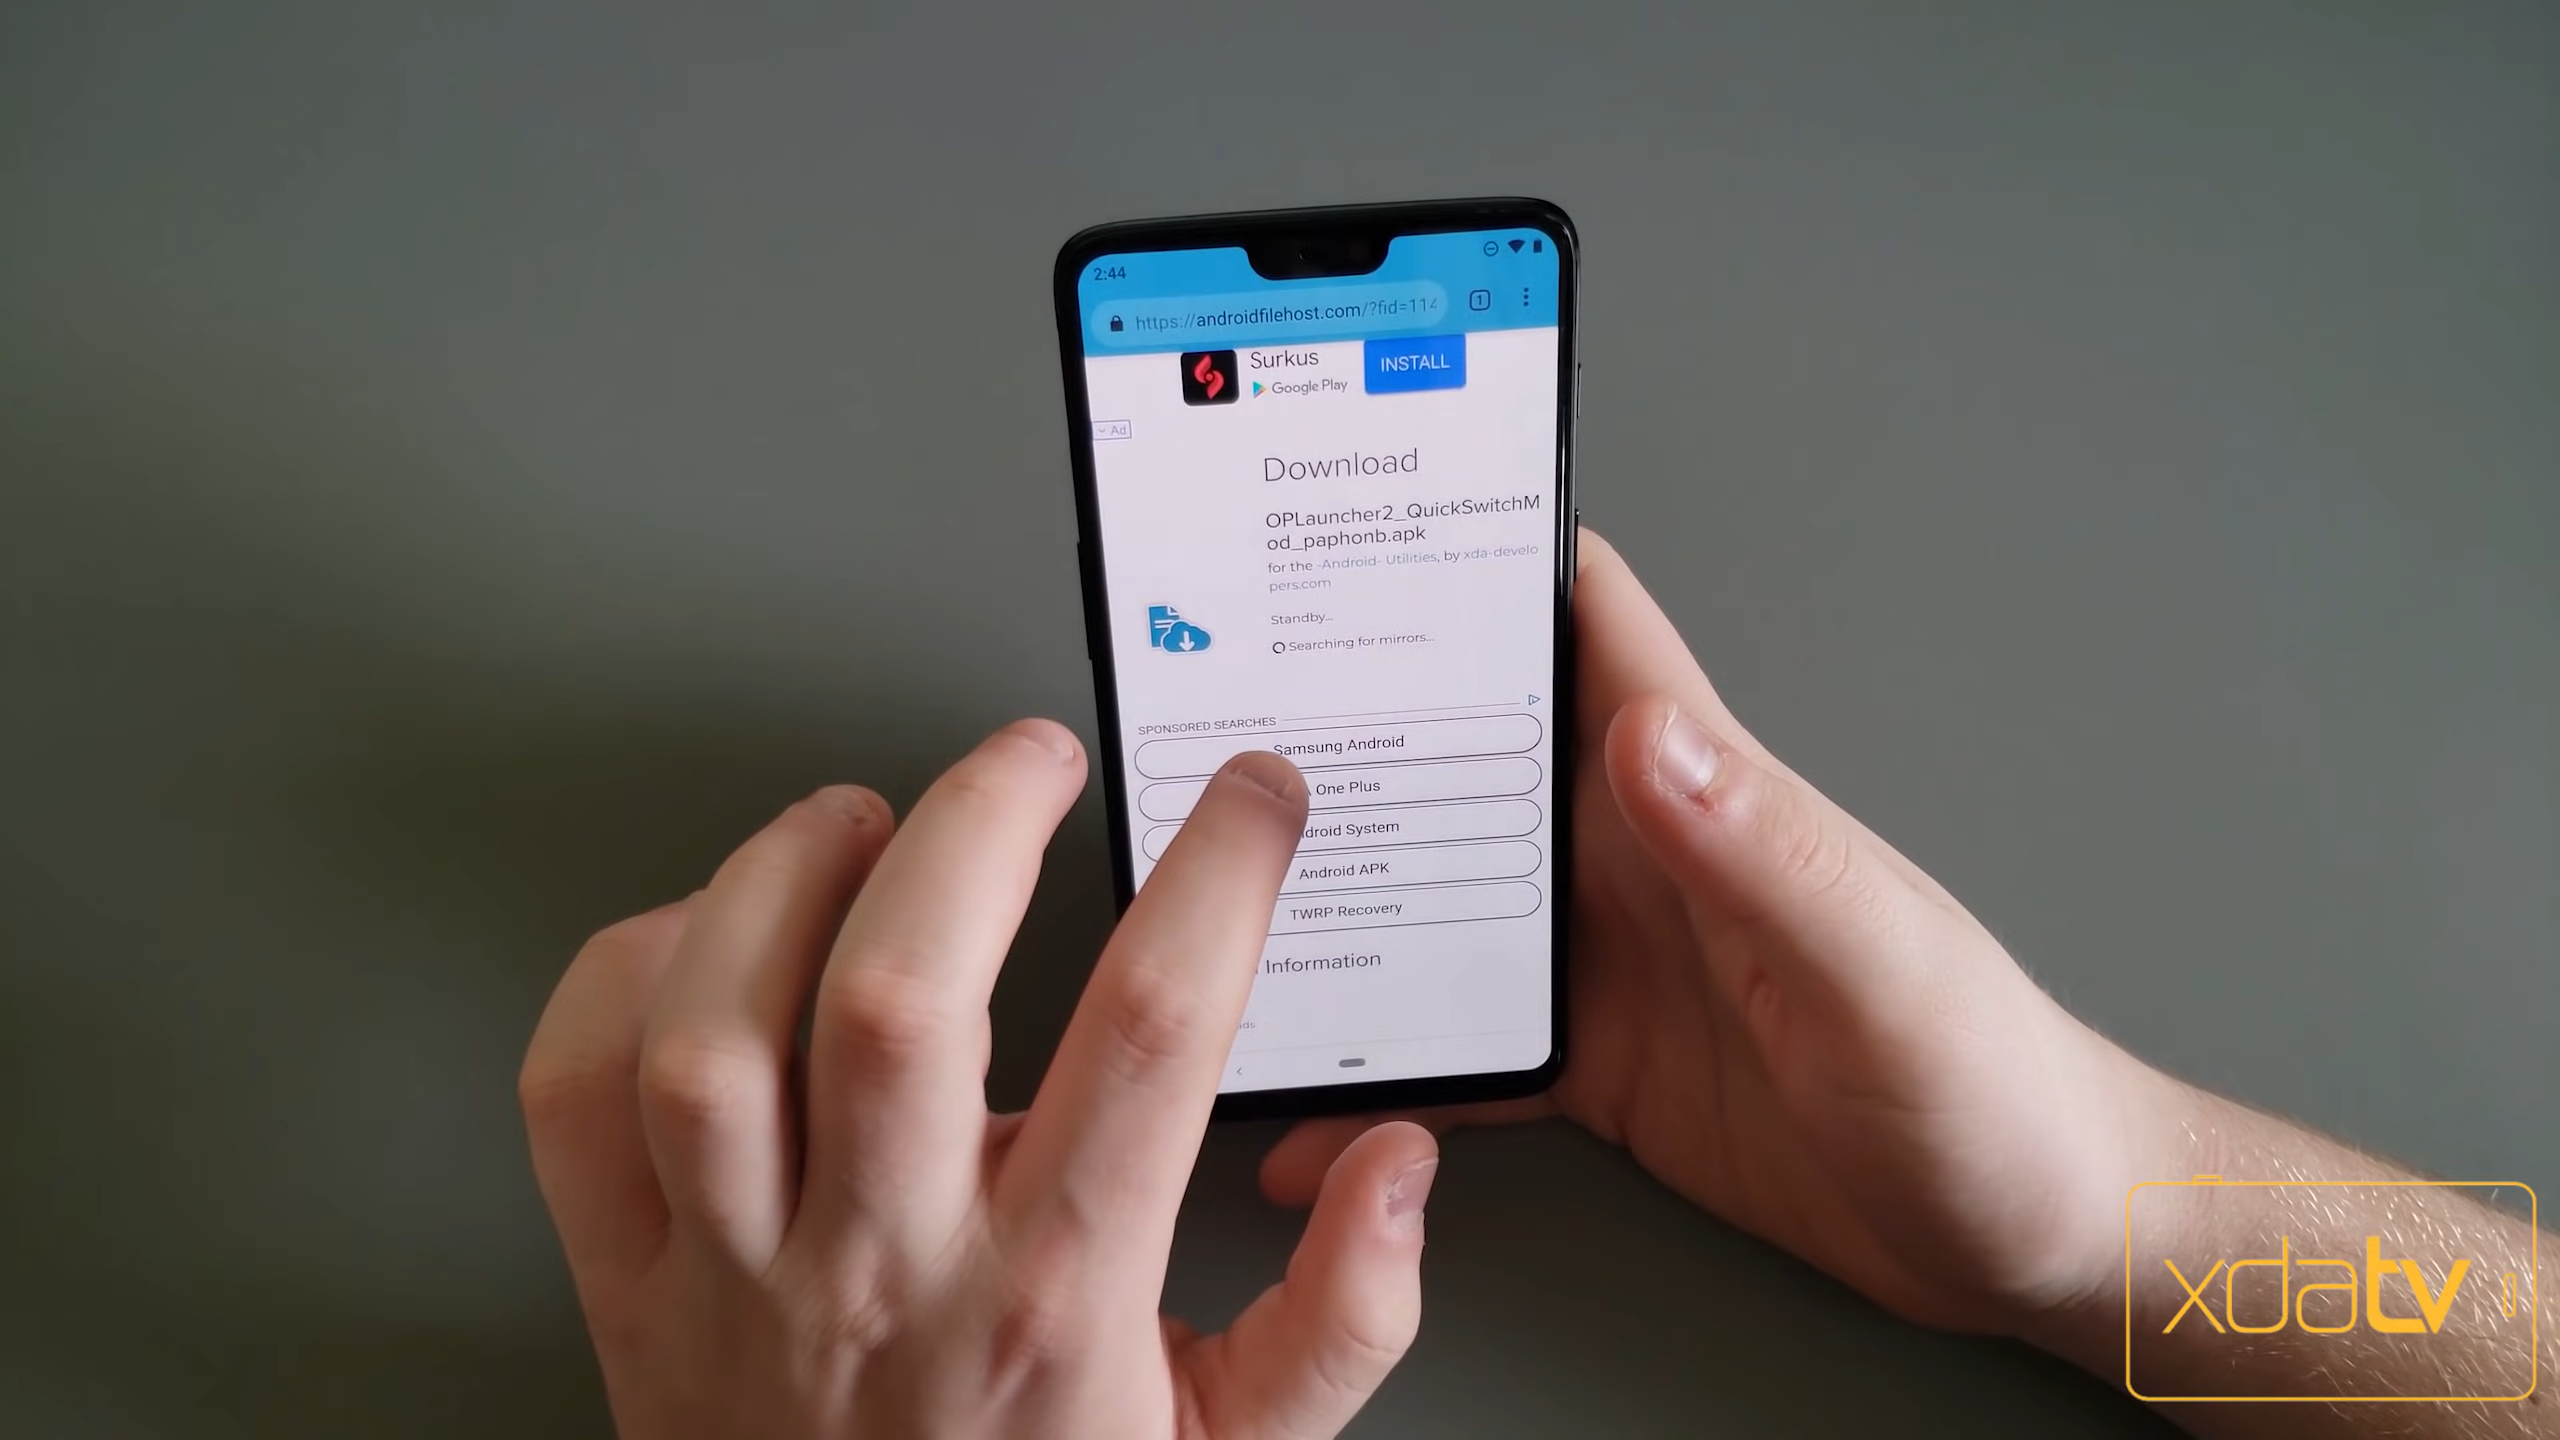 2:44
https://androidfilehost.com/?fid=114
1
Surkus
Google Play
INSTALL
Ad
Download
OPLauncher2_QuickSwitchM
od_paphonb.apk
for the -Android- Utilities, by xda-develo
pers.com
Standby...
Searching for mirrors...
SPONSORED SEARCHES
Samsung Android
One Plus
System
Android APK
TWRP Recovery
Information
xdatv